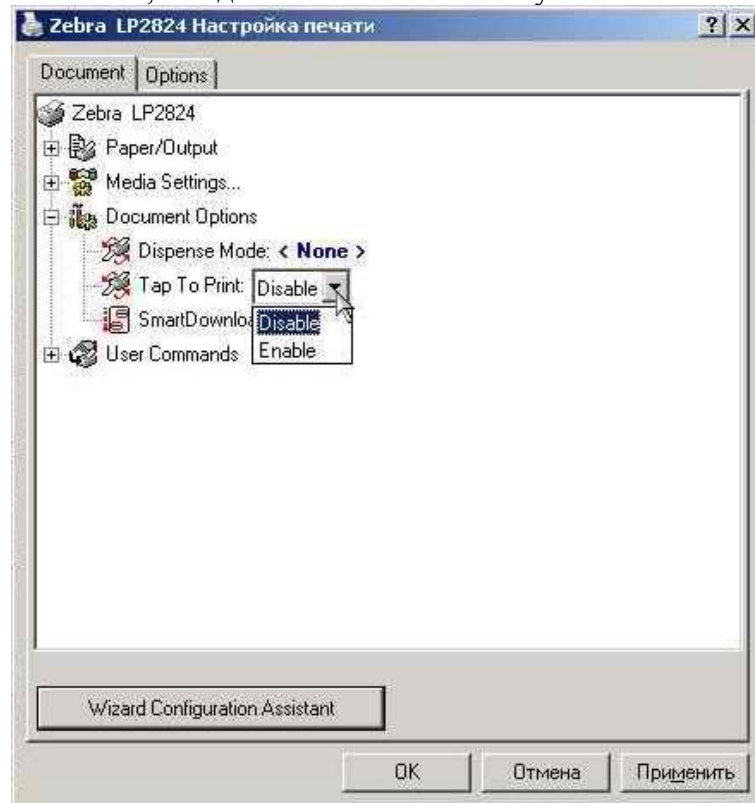 Zebra LP2824 Настройка печати
Document Options
Zebra LP2824
Paper/Output
Media Settings...
Document Options
Dispense Mode: < None >
Tap To Print: Disable
Disable
Enable
User Commands
Wizard Configuration Assistant
OK Отмена Применить